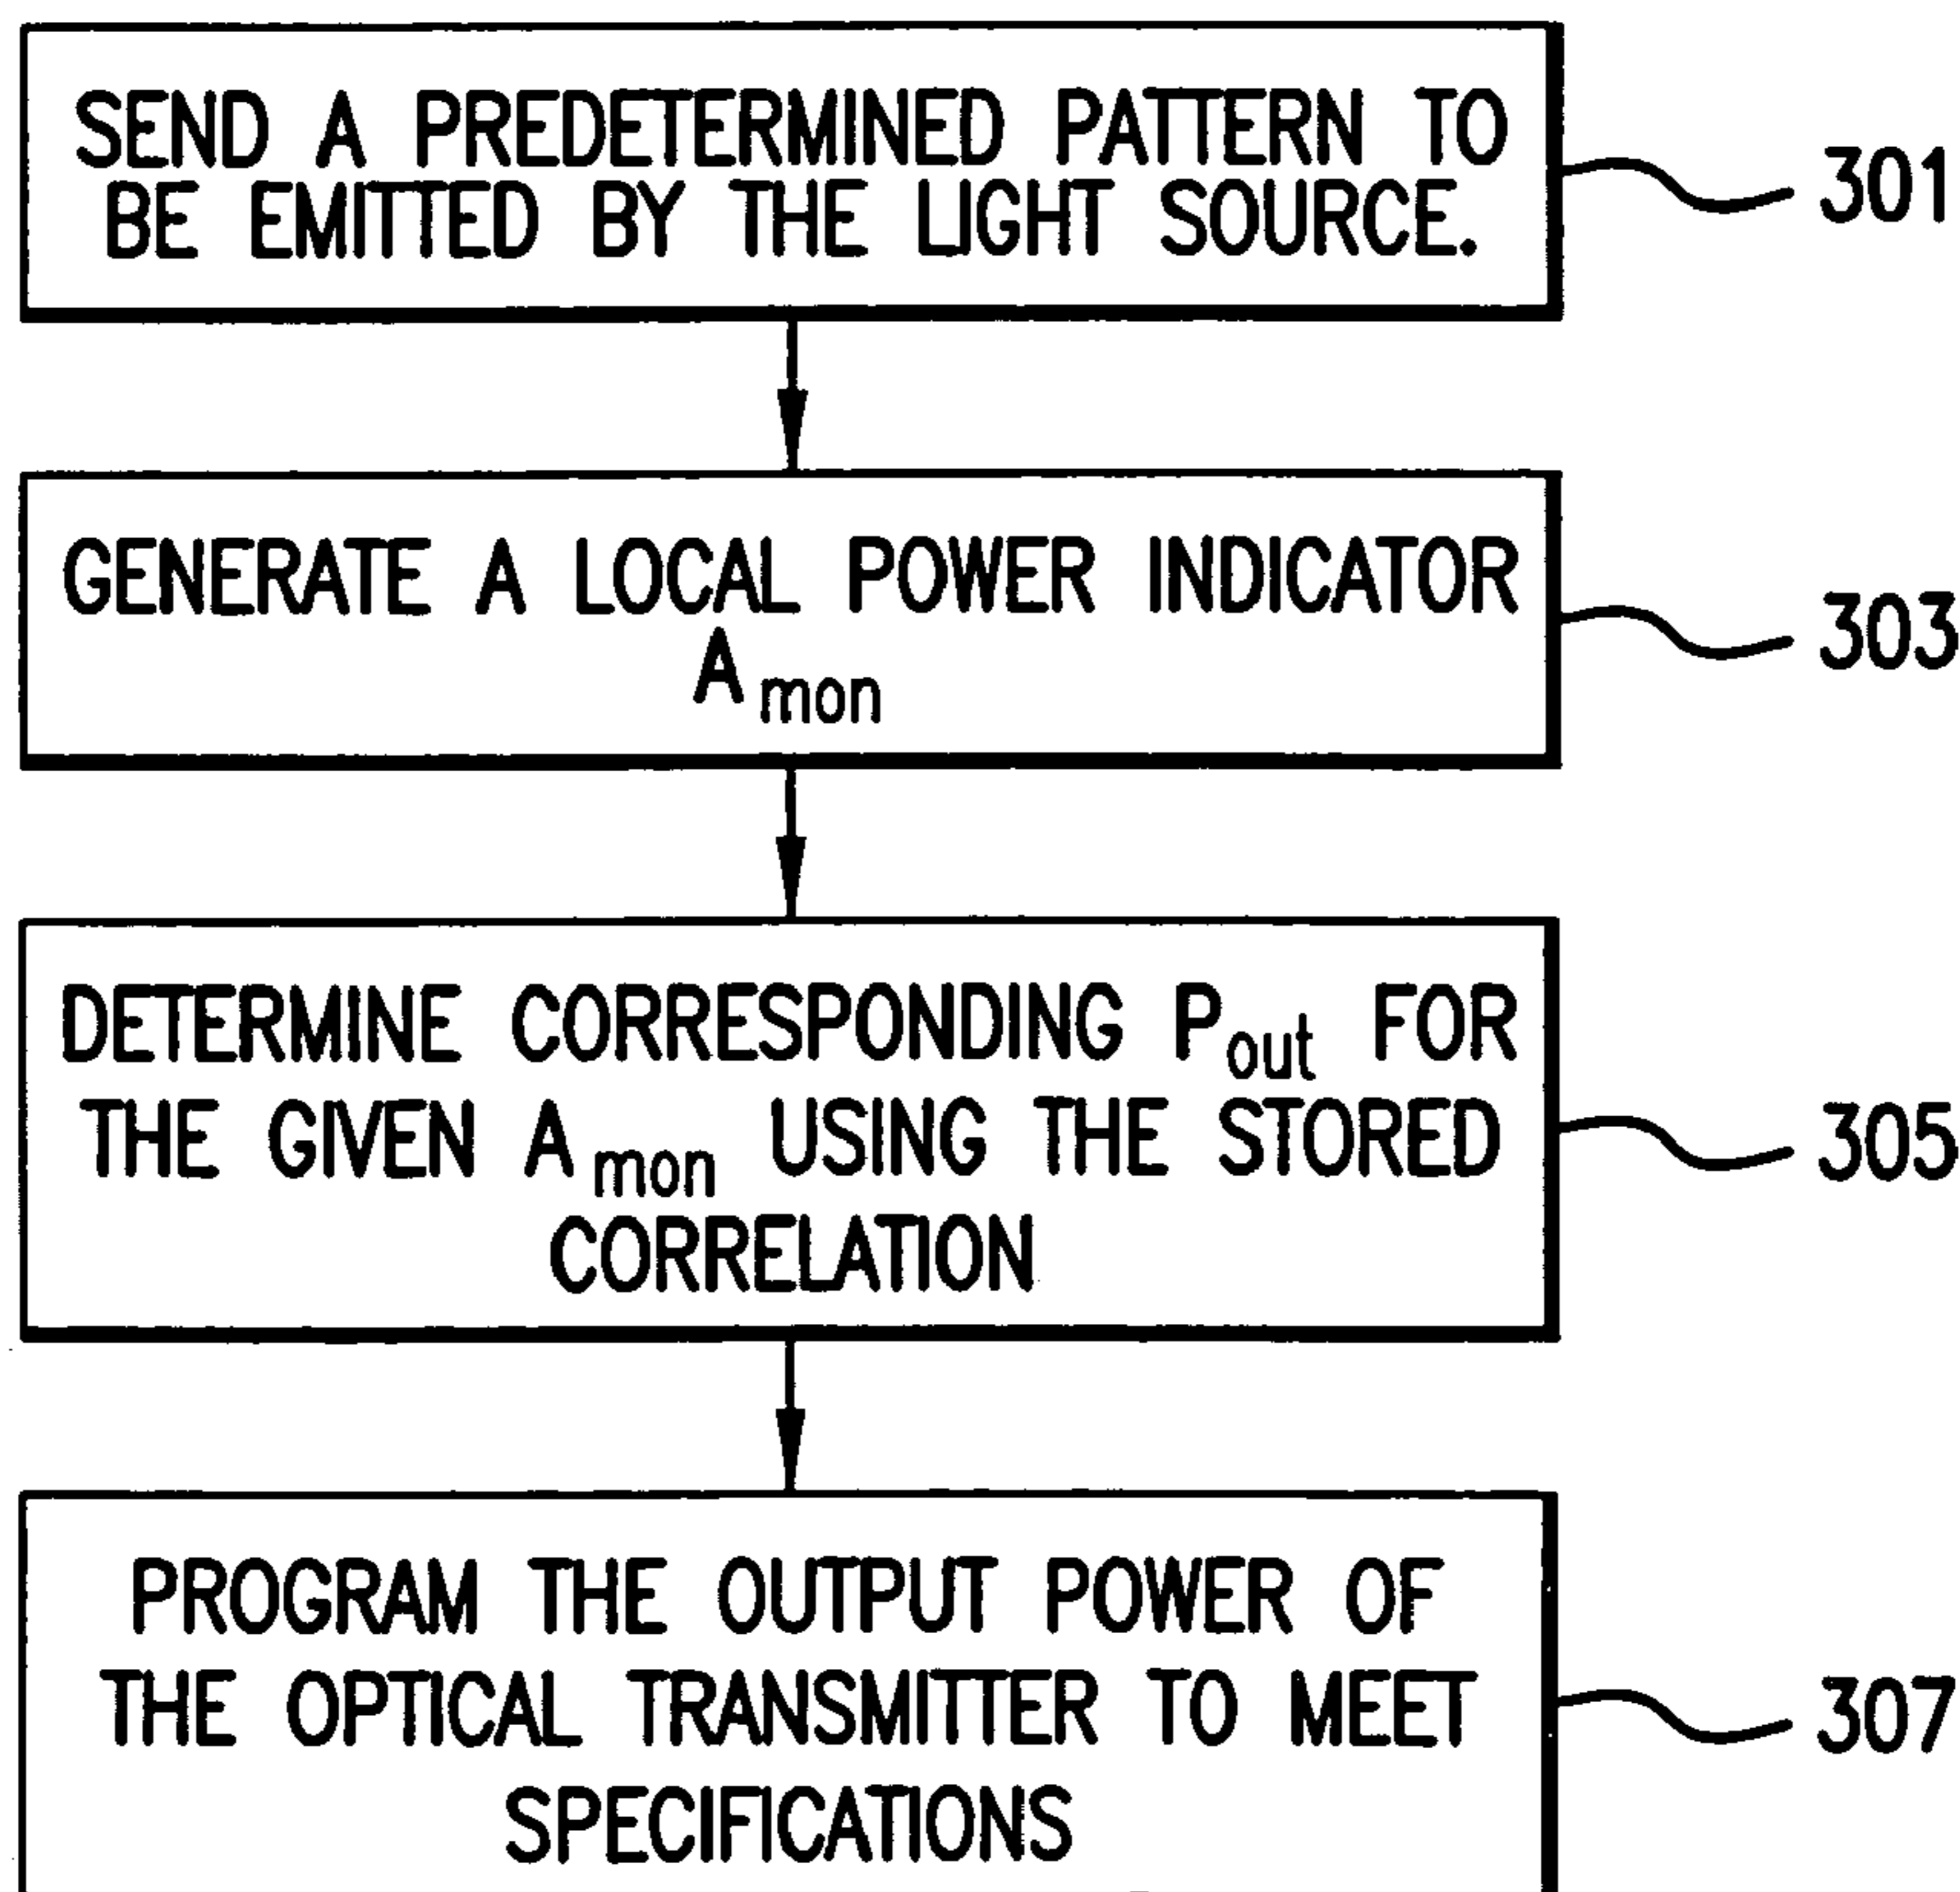 SEND A PREDETERMINED PATTERN TO
BE EMITTED BY THE LIGHT SOURCE.
301
GENERATE A LOCAL POWER INDICATOR
A mon
303
DETERMINE CORRESPONDING Pout FOR
THE GIVEN A mon USING THE STORED
CORRELATION
305
PROGRAM THE OUTPUT POWER OF
THE OPTICAL TRANSMITTER TO MEET
SPECIFICATIONS
307